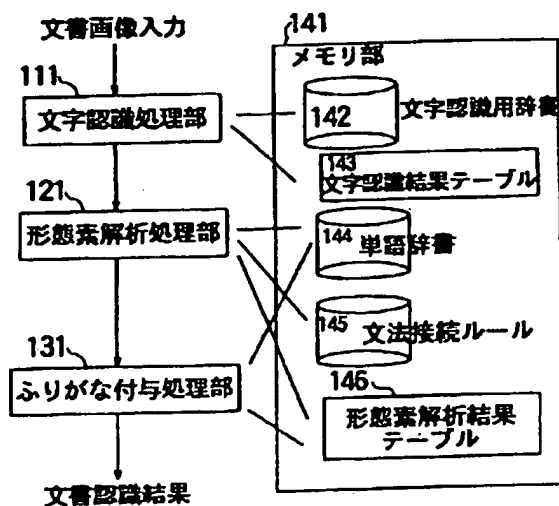 文書画像入力
111
文字認識処理部
121
形態素解析処理部
131
ふりがな付与処理部
文書認識結果
141
メモリ部
142
文字認識用辞書
143
文字認識結果テーブル
144
単語辞書
145
文法接続ルール
146
形態素解析結果
テーブル